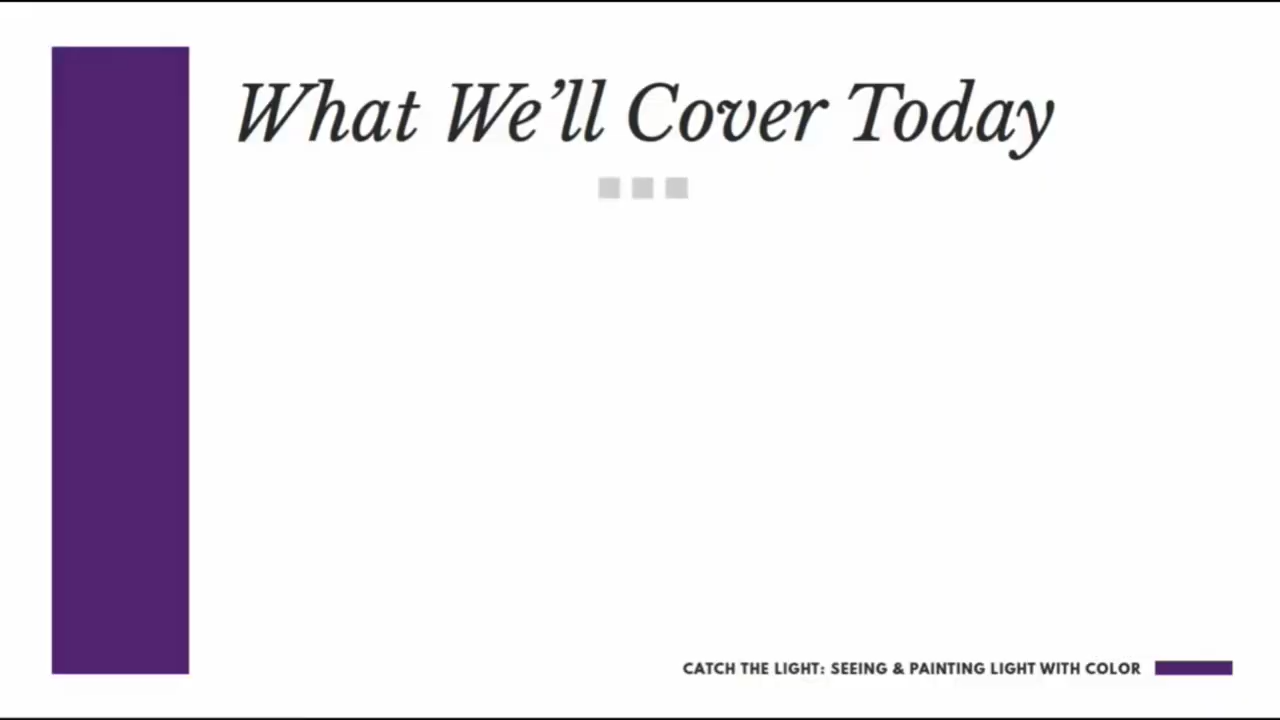 What We’ll Cover Today
CATCH THE LIGHT: SEEING & PAINTING LIGHT WITH COLOR